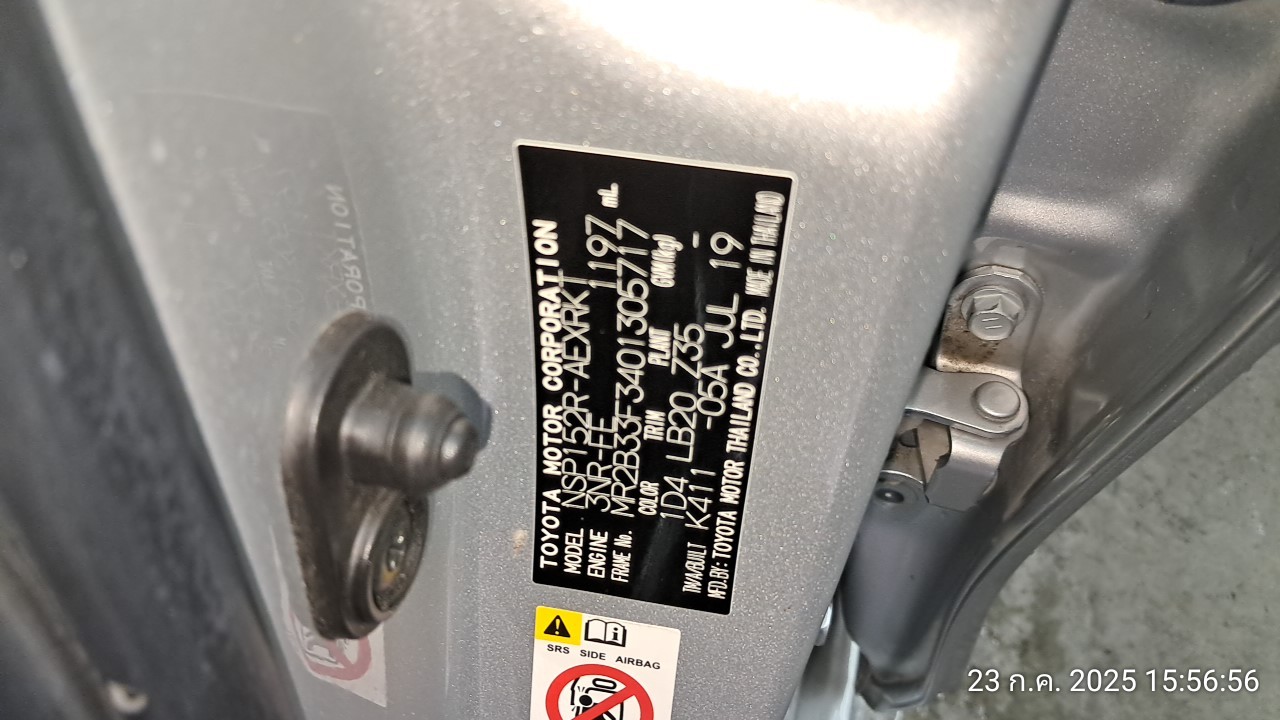 TOYOTA MOTOR CORPORATION
MODEL NSP152R-AEXRKT
ENGINE 3NR-FE 1197 mL
FRAME No. MR2B33F3401305717
COLOR TRIM PLANT GVM(kg)
1D4 LB20 Z35 -
TM/A/BUILT K411 -05A JUL 19
MFD.BY: TOYOTA MOTOR THAILAND CO.,LTD. MADE IN THAILAND
SRS SIDE AIRBAG
23 ก.ค. 2025 15:56:56